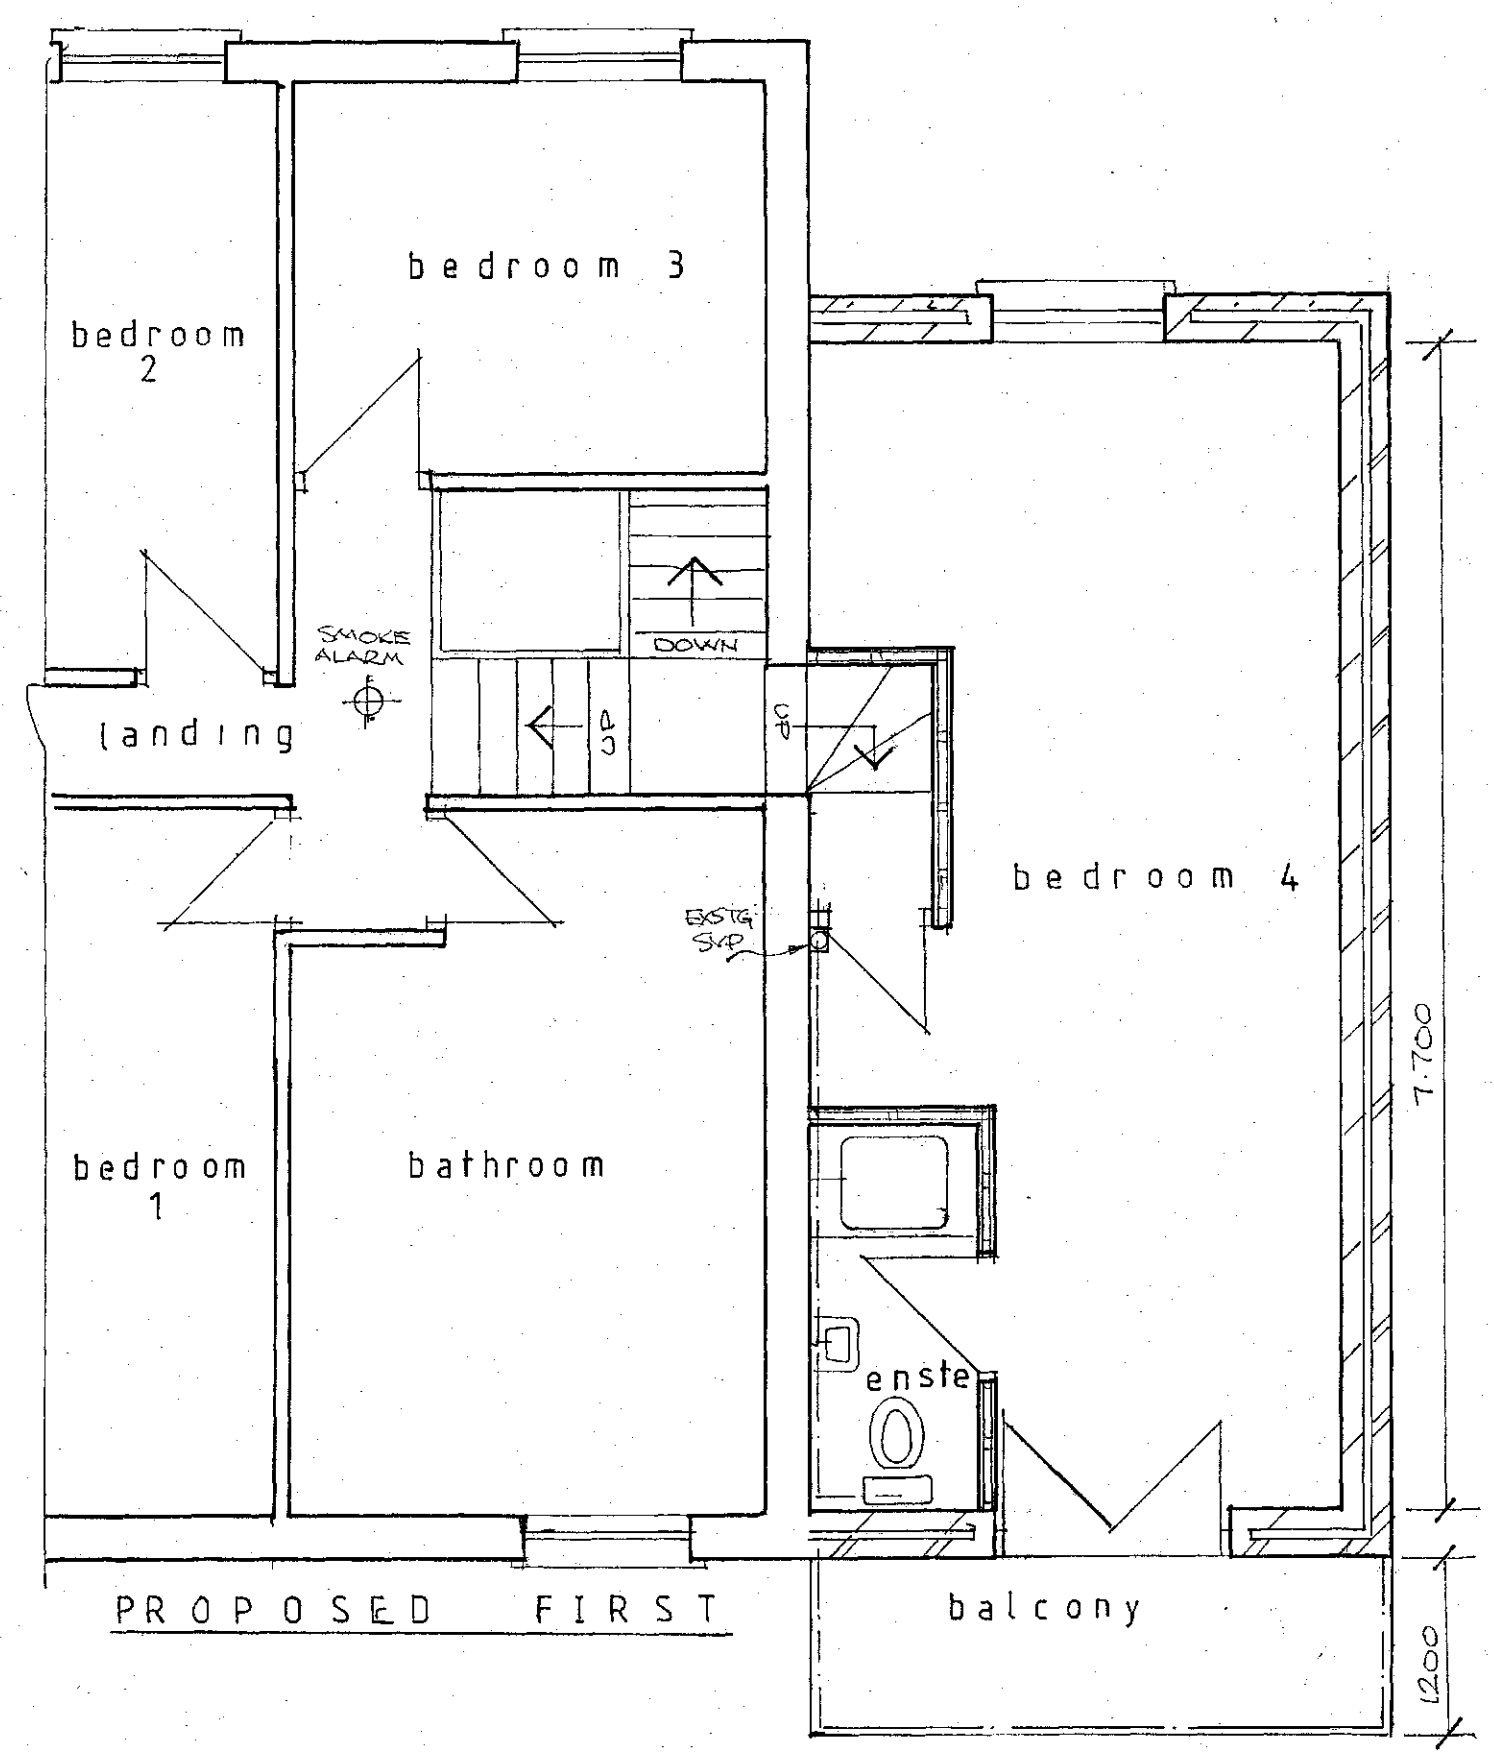 bedroom 3
bedroom
2
SMOKE
ALARM
DOWN
landing
UP
UP
bedroom 4
EXSTG
SVP
7.700
bedroom
1
bathroom
enste
PROPOSED FIRST
balcony
1200